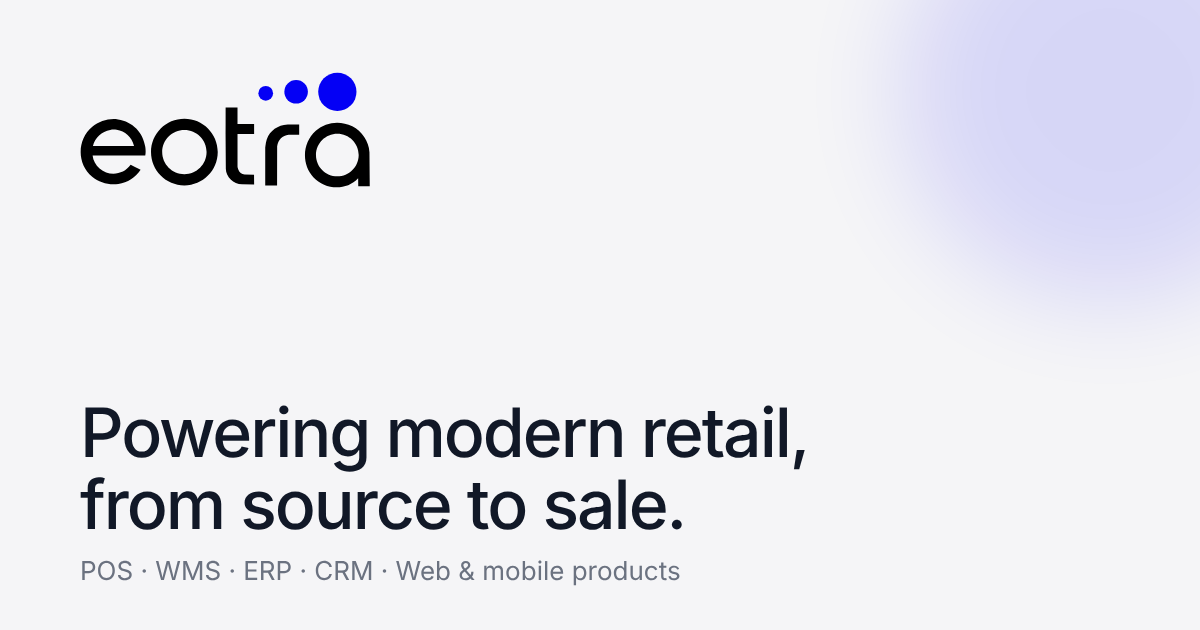 eotra
Powering modern retail,
from source to sale.
POS · WMS · ERP · CRM · Web & mobile products